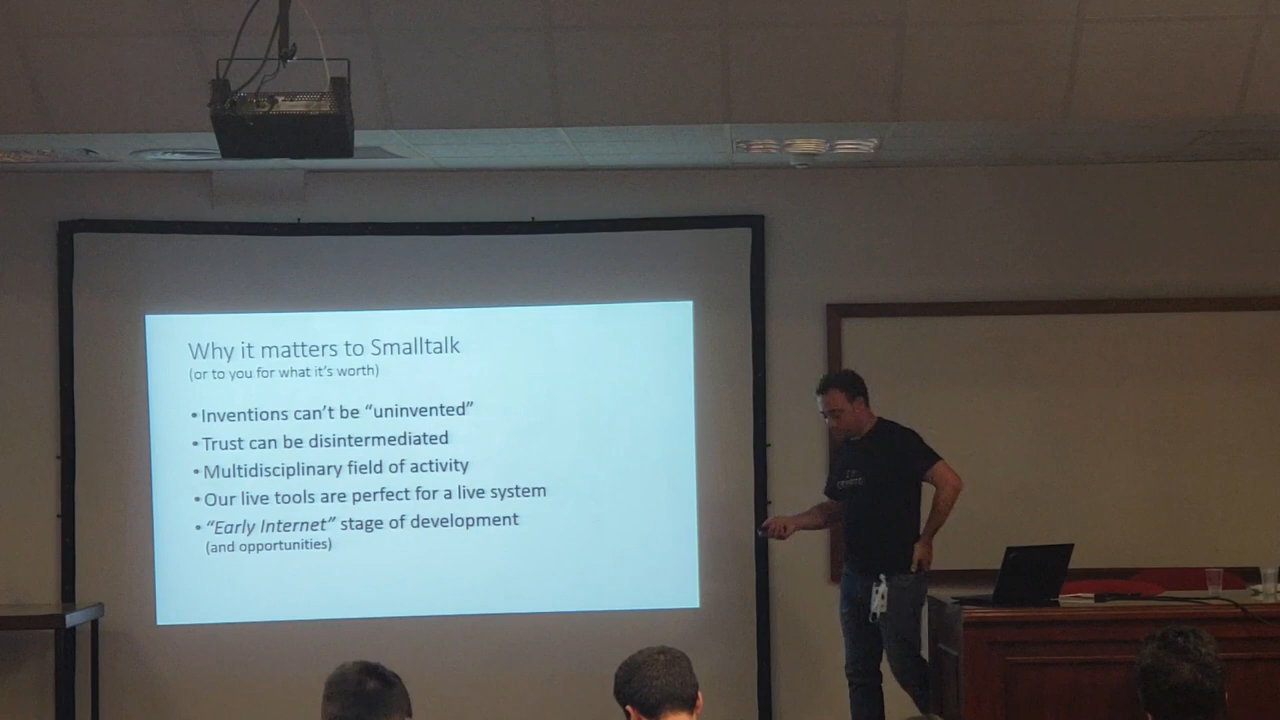 Why it matters to Smalltalk
(or to you for what it's worth)
•Inventions can't be “uninvented”
•Trust can be disintermediated
•Multidisciplinary field of activity
•Our live tools are perfect for a live system
•“Early Internet” stage of development
(and opportunities)